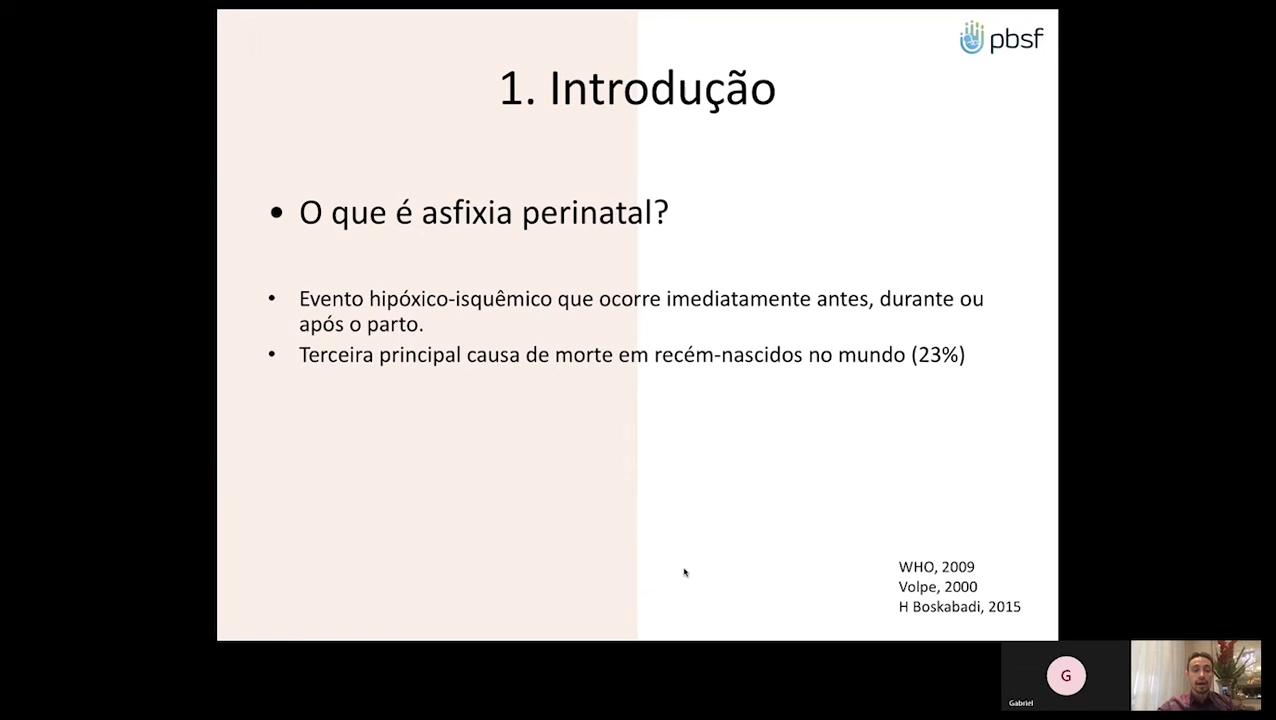 pbsf
1. Introdução
• O que é asfixia perinatal?
• Evento hipóxico-isquêmico que ocorre imediatamente antes, durante ou
após o parto.
• Terceira principal causa de morte em recém-nascidos no mundo (23%)
WHO, 2009
Volpe, 2000
H Boskabadi, 2015
G
Gabriel